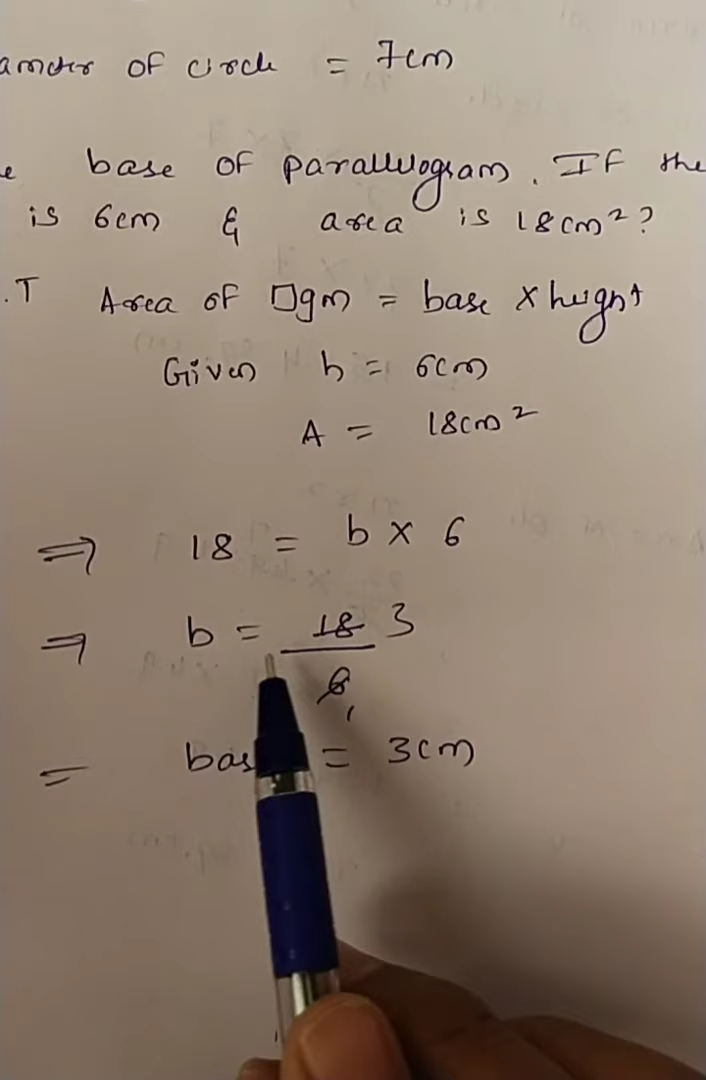 of circle = 7cm
base of parallelogram. If the
is 6cm & area is 18cm²?
.T Area of ▱gm = base × height
Given h = 6cm
A = 18cm²
⇒ 18 = b × 6
⇒ b = 18 3
6 1
= bas = 3cm